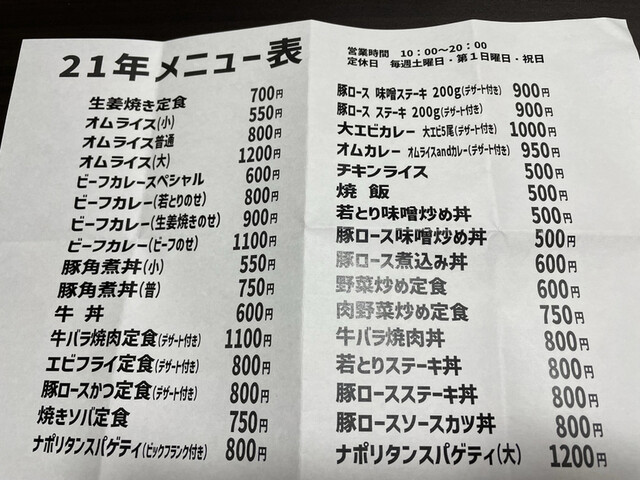 21年メニュー表
営業時間 10:00~20:00
定休日 毎週土曜日・第1日曜日・祝日
生姜焼き定食 700円
オムライス(小) 550円
オムライス普通 800円
オムライス(大) 1200円
ビーフカレースペシャル 600円
ビーフカレー(若とりのせ) 800円
ビーフカレー(生姜焼きのせ) 900円
ビーフカレー(ビーフのせ) 1100円
豚角煮丼(小) 550円
豚角煮丼(普) 750円
牛 丼 600円
牛バラ焼肉定食(デザート付き) 1100円
エビフライ定食(デザート付き) 800円
豚ロースかつ定食(デザート付き) 800円
焼きソバ定食 750円
ナポリタンスパゲティ(ビックフランク付き) 800円
豚ロース 味噌ステーキ 200g(デザート付き) 900円
豚ロース ステーキ 200g(デザート付き) 900円
大エビカレー 大エビ5尾(デザート付き) 1000円
オムカレー オムライスandカレー(デザート付き) 950円
チキンライス 500円
焼 飯 500円
若とり味噌炒め丼 500円
豚ロース味噌炒め丼 500円
豚ロース煮込み丼 600円
野菜炒め定食 600円
肉野菜炒め定食 750円
牛バラ焼肉丼 800円
若とりステーキ丼 800円
豚ロースステーキ丼 800円
豚ロースソースカツ丼 800円
ナポリタンスパゲティ(大) 1200円